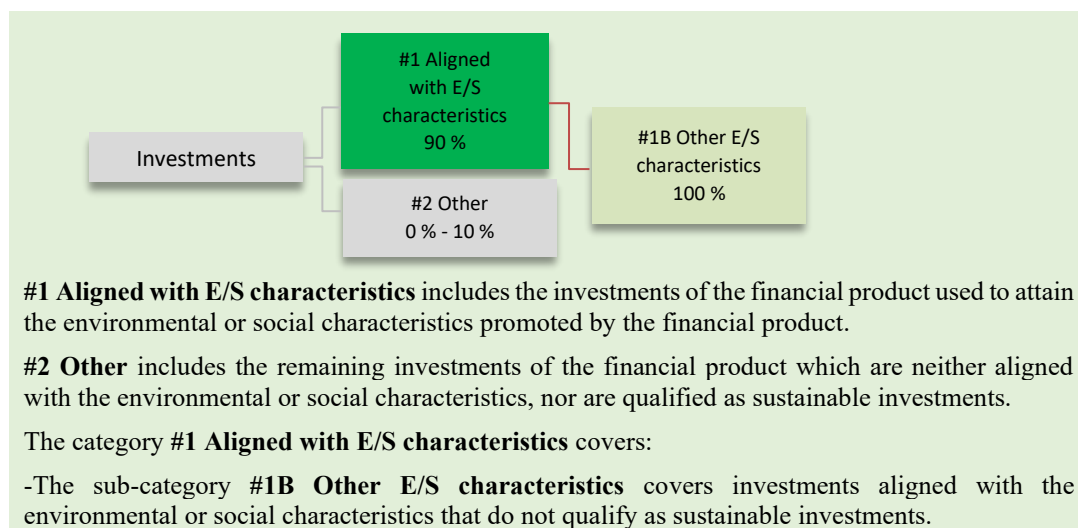 #1 Aligned
with E/S
characteristics
90 %
Investments
#1B Other E/S
characteristics
100 %
#2 Other
0 % - 10 %
#1 Aligned with E/S characteristics includes the investments of the financial product used to attain
the environmental or social characteristics promoted by the financial product.
#2 Other includes the remaining investments of the financial product which are neither aligned
with the environmental or social characteristics, nor are qualified as sustainable investments.
The category #1 Aligned with E/S characteristics covers:
-The sub-category #1B Other E/S characteristics covers investments aligned with the
environmental or social characteristics that do not qualify as sustainable investments.